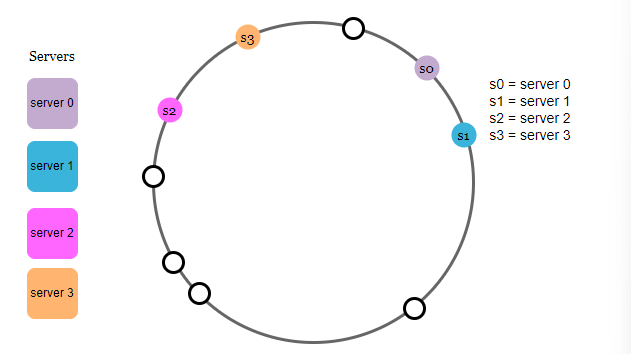 Servers
server 0
server 1
server 2
server 3
s3
s0
s2
s1
s0 = server 0
s1 = server 1
s2 = server 2
s3 = server 3